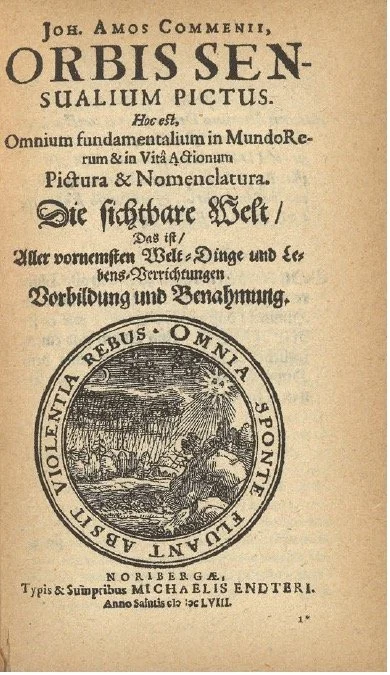 JOH. AMOS COMMENII,
ORBIS SEN-
SUALIUM PICTUS.
Hoc est,
Omnium fundamentalium in Mundo Re-
rum & in Vitâ Actionum
Pictura & Nomenclatura.
Die sichtbare Welt/
Das ist/
Aller vornemsten Welt-Dinge und Le-
bens-Verrichtungen
Vorbildung und Benahmung.
OMNIA SPONTE FLUANT ABSIT VIOLENTIA REBUS ·
NORIBERGÆ,
Typis & Sumptibus MICHAELIS ENDTERI.
Anno Salutis cIɔ Iɔc LVIII.
1*